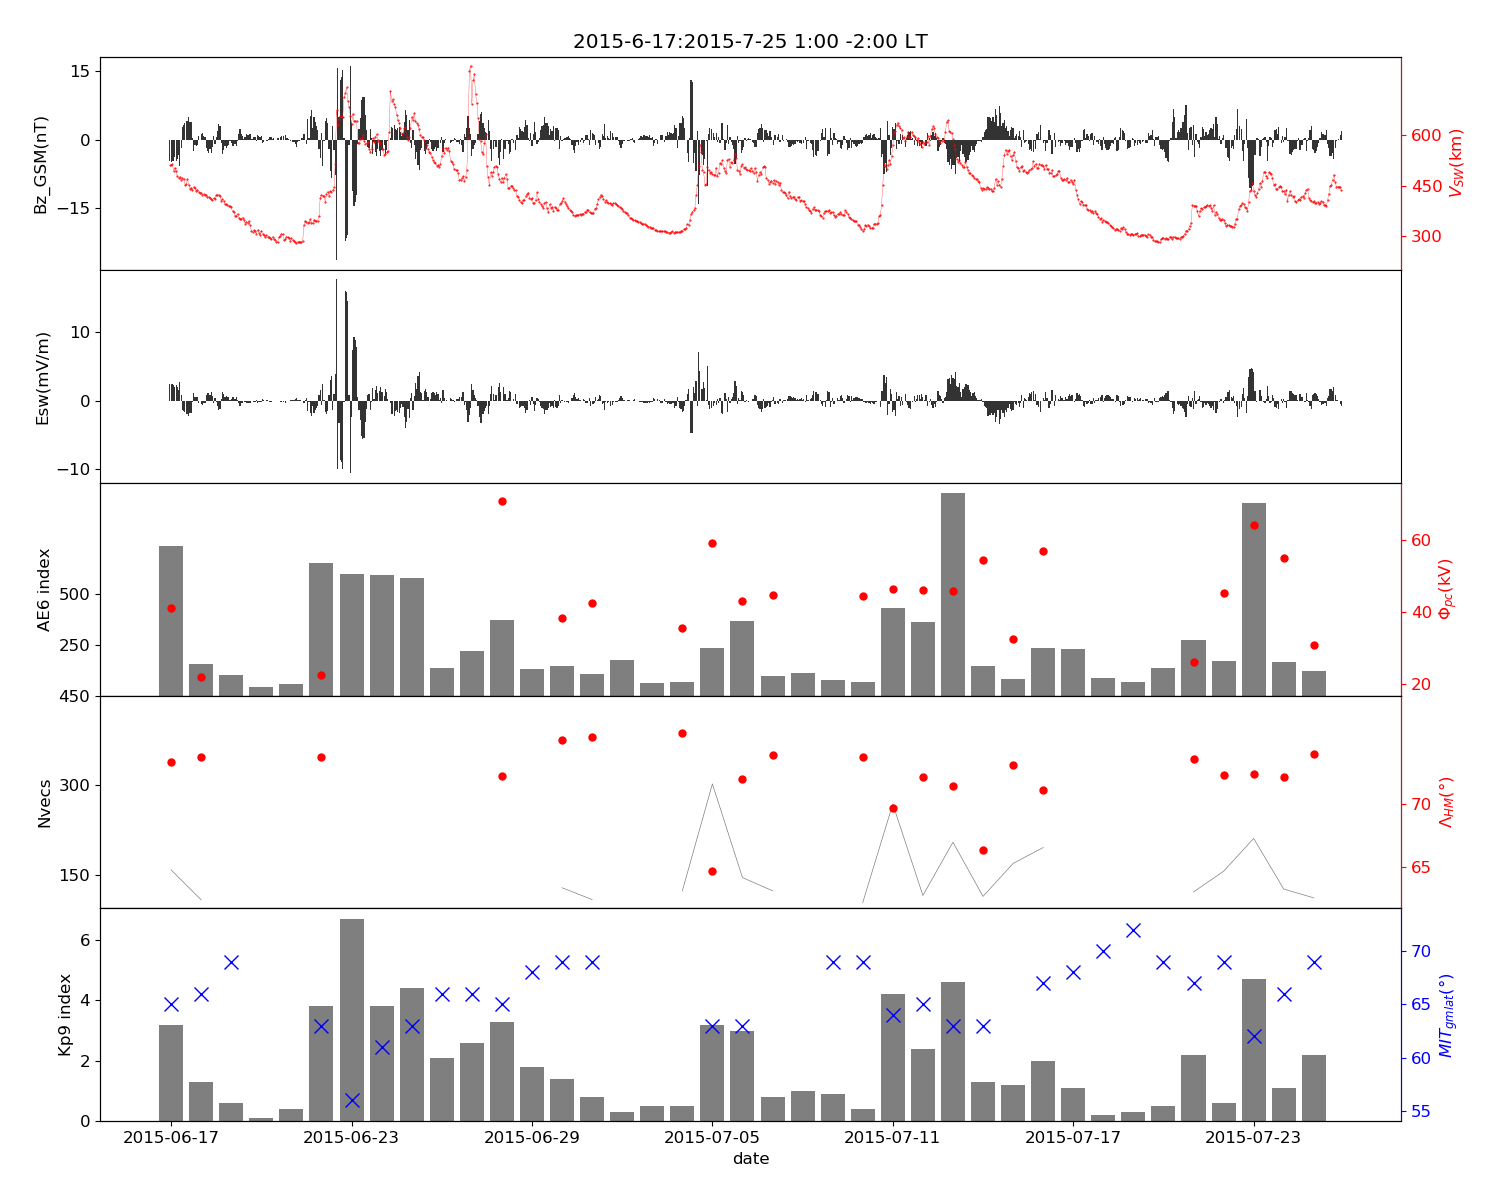 2015-6-17:2015-7-25 1:00 -2:00 LT
15
0
−15
Bz_GSM(nT)
600
450
300
V_SW(km)
10
0
−10
Esw(mV/m)
500
250
AE6 index
60
40
20
Φ_pc(kV)
450
300
150
Nvecs
70
65
Λ_HM(°)
6
4
2
0
Kp9 index
70
65
60
55
MIT_gmlat(°)
2015-06-17 2015-06-23 2015-06-29 2015-07-05 2015-07-11 2015-07-17 2015-07-23
date